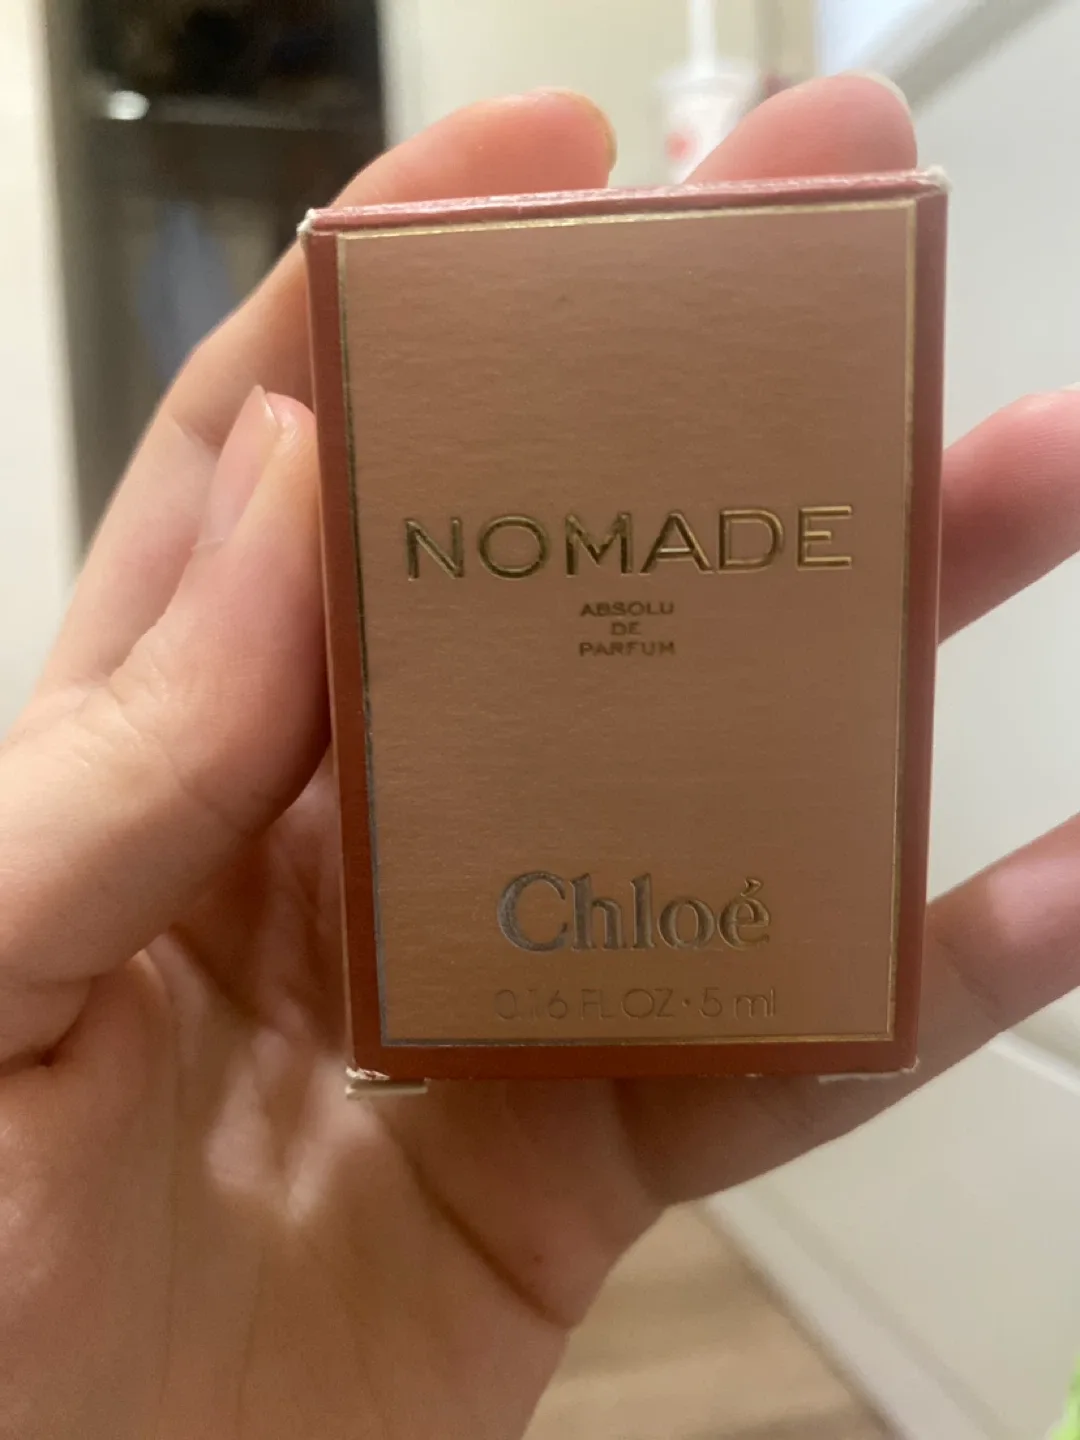 NOMADE
ABSOLU
DE
PARFUM
Chloé
0.16 FL OZ · 5 ml